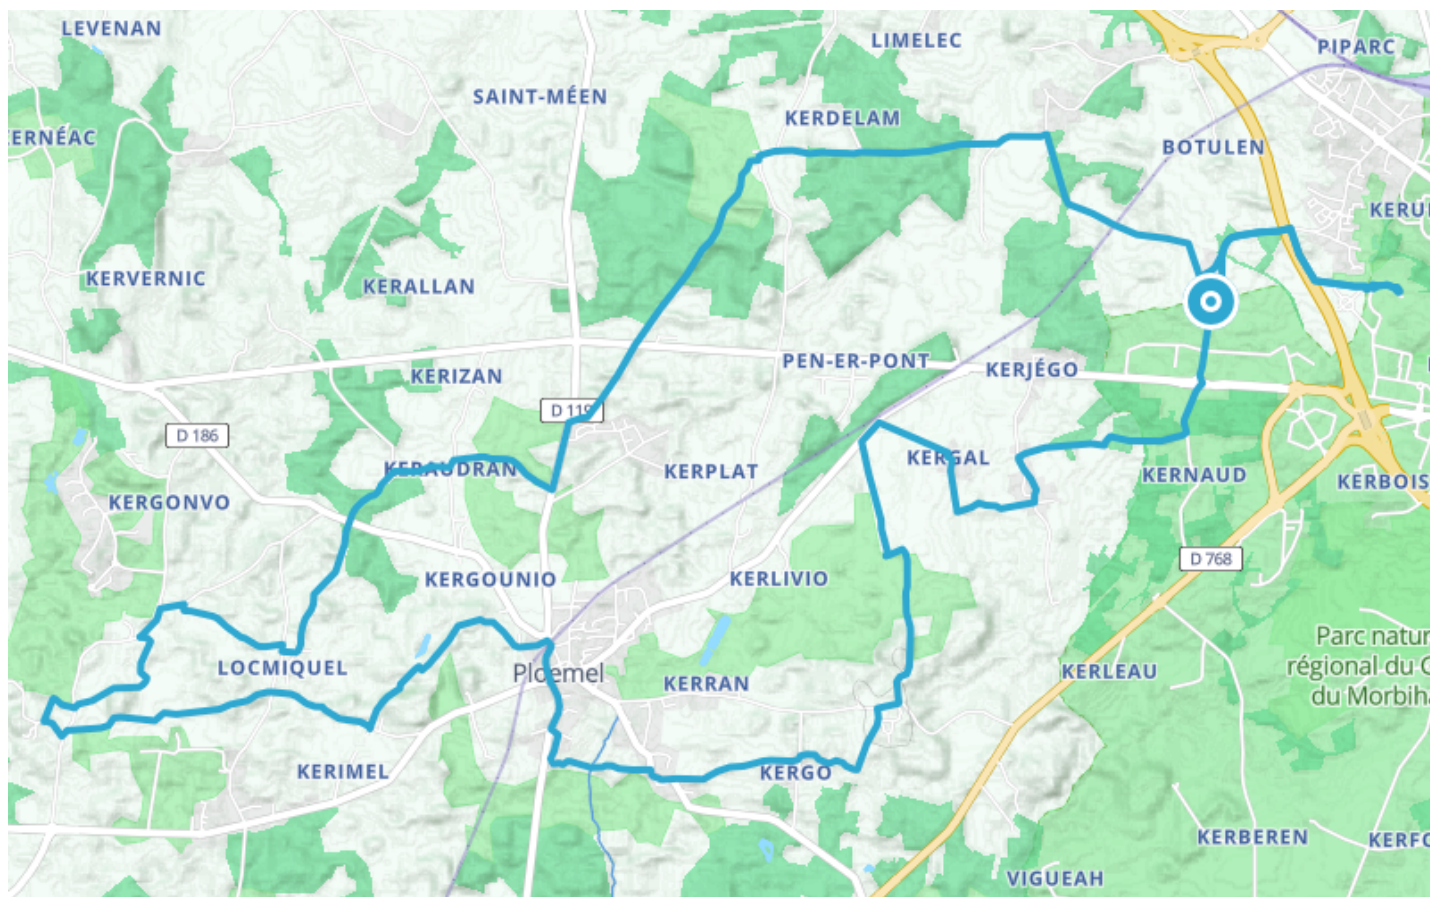 LEVENAN
LIMELEC
PIPARC
SAINT-MÉEN
KERDELAM
ERNÉAC
BOTULEN
KERU
KERVERNIC
KERALLAN
PEN-ER-PONT
KERJÉGO
KERIZAN
D 119
D 186
KERAUDRAN
KERPLAT
KERGAL
KERNAUD
KERBOIS
KERGONVO
D 768
KERGOUNIO
KERLIVIO
Parc natur
régional du G
du Morbiha
LOCMIQUEL
Ploemel
KERRAN
KERLEAU
KERIMEL
KERGO
KERBEREN
KERFO
VIGUEAH